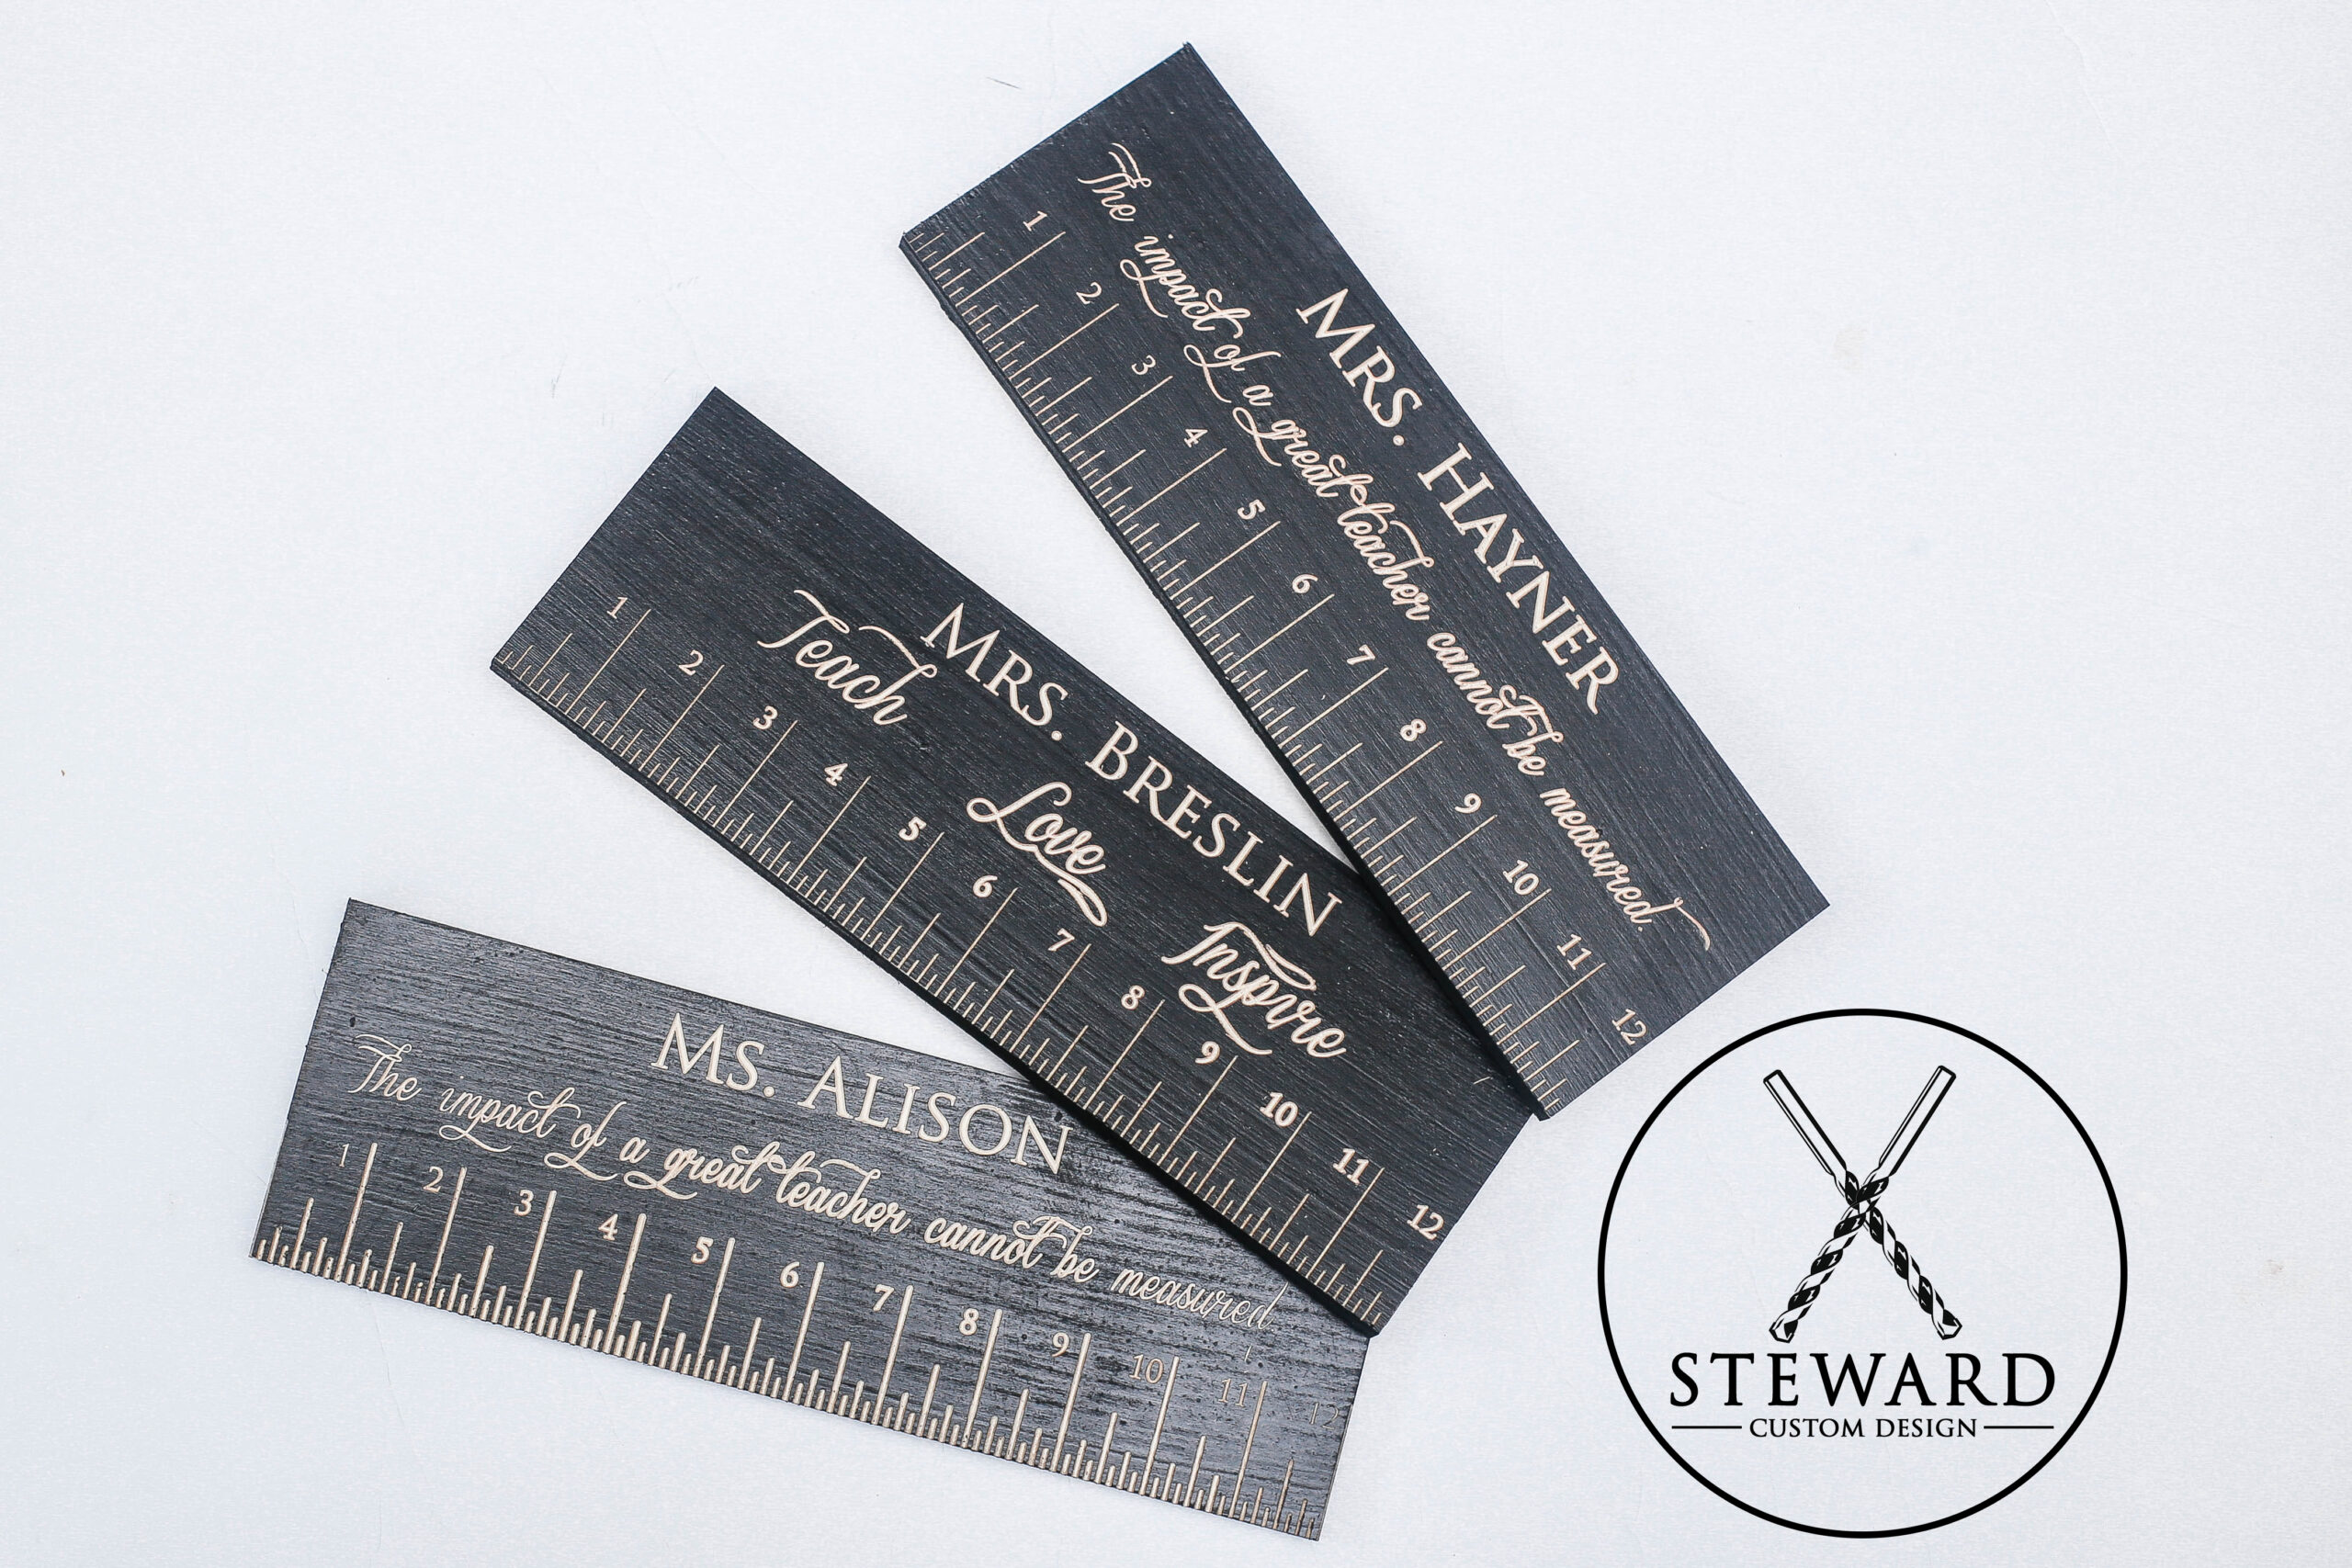 MRS. HAYNER
The impact of a great teacher cannot be measured.
1 2 3 4 5 6 7 8 9 10 11 12
MRS. BRESLIN
Teach Love Inspire
1 2 3 4 5 6 7 8 9 10 11 12
MS. ALISON
The impact of a great teacher cannot be measured.
1 2 3 4 5 6 7 8 9 10 11 12
STEWARD
CUSTOM DESIGN